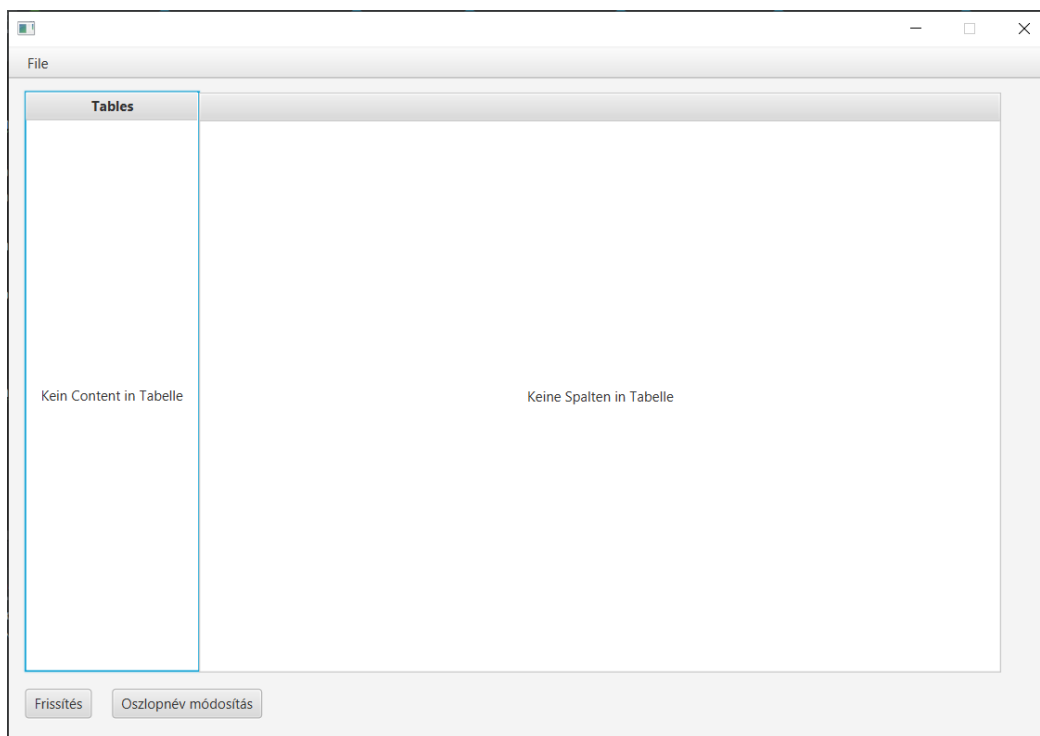 File
Tables
Kein Content in Tabelle
Keine Spalten in Tabelle
Frissítés
Oszlopnév módosítás